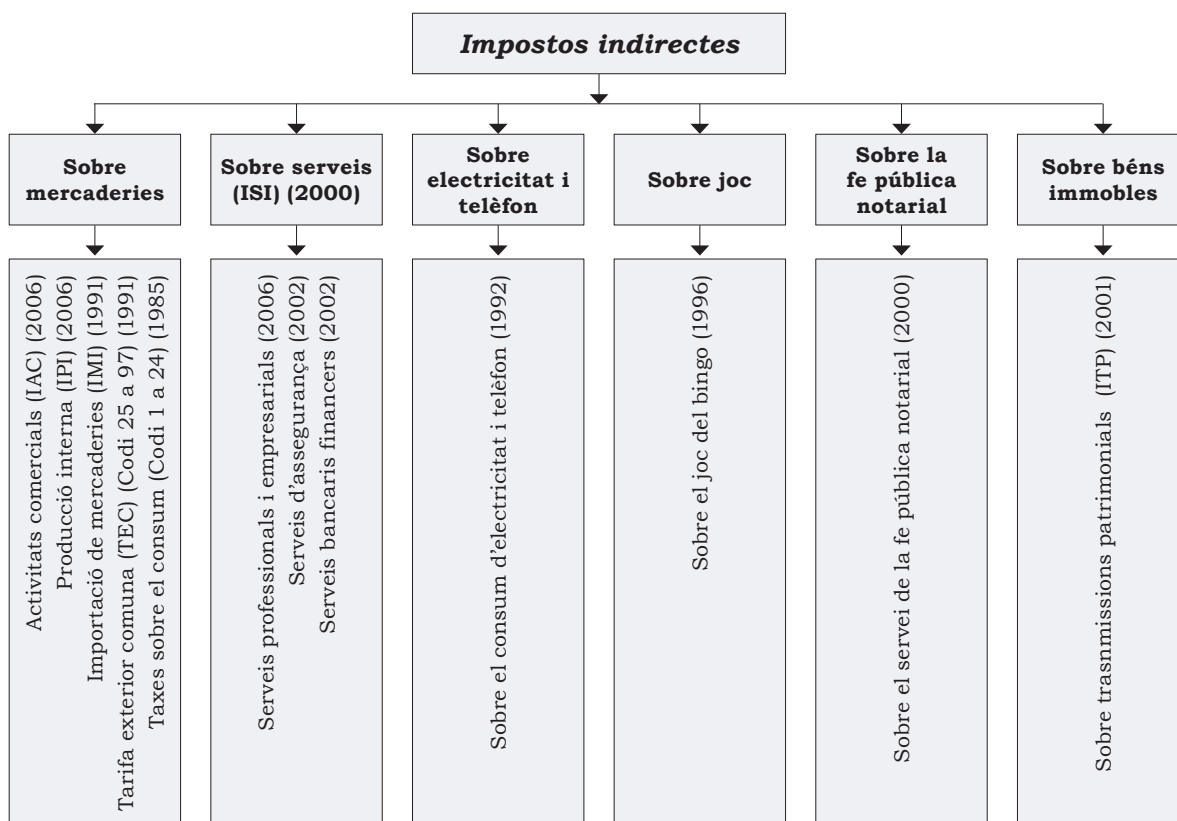 Impostos indirectes
Sobre
mercaderies
Sobre serveis
(ISI) (2000)
Sobre
electricitat i
telèfon
Sobre joc
Sobre la
fe pública
notarial
Sobre béns
immobles
Activitats comercials (IAC) (2006)
Producció interna (IPI) (2006)
Importació de mercaderies (IMI) (1991)
Tarifa exterior comuna (TEC) (Codi 25 a 97) (1991)
Taxes sobre el consum (Codi 1 a 24) (1985)
Serveis professionals i empresarials (2006)
Serveis d'assegurança (2002)
Serveis bancaris financers (2002)
Sobre el consum d'electricitat i telèfon (1992)
Sobre el joc del bingo (1996)
Sobre el servei de la fe pública notarial (2000)
Sobre trasnmissions patrimonials (ITP) (2001)